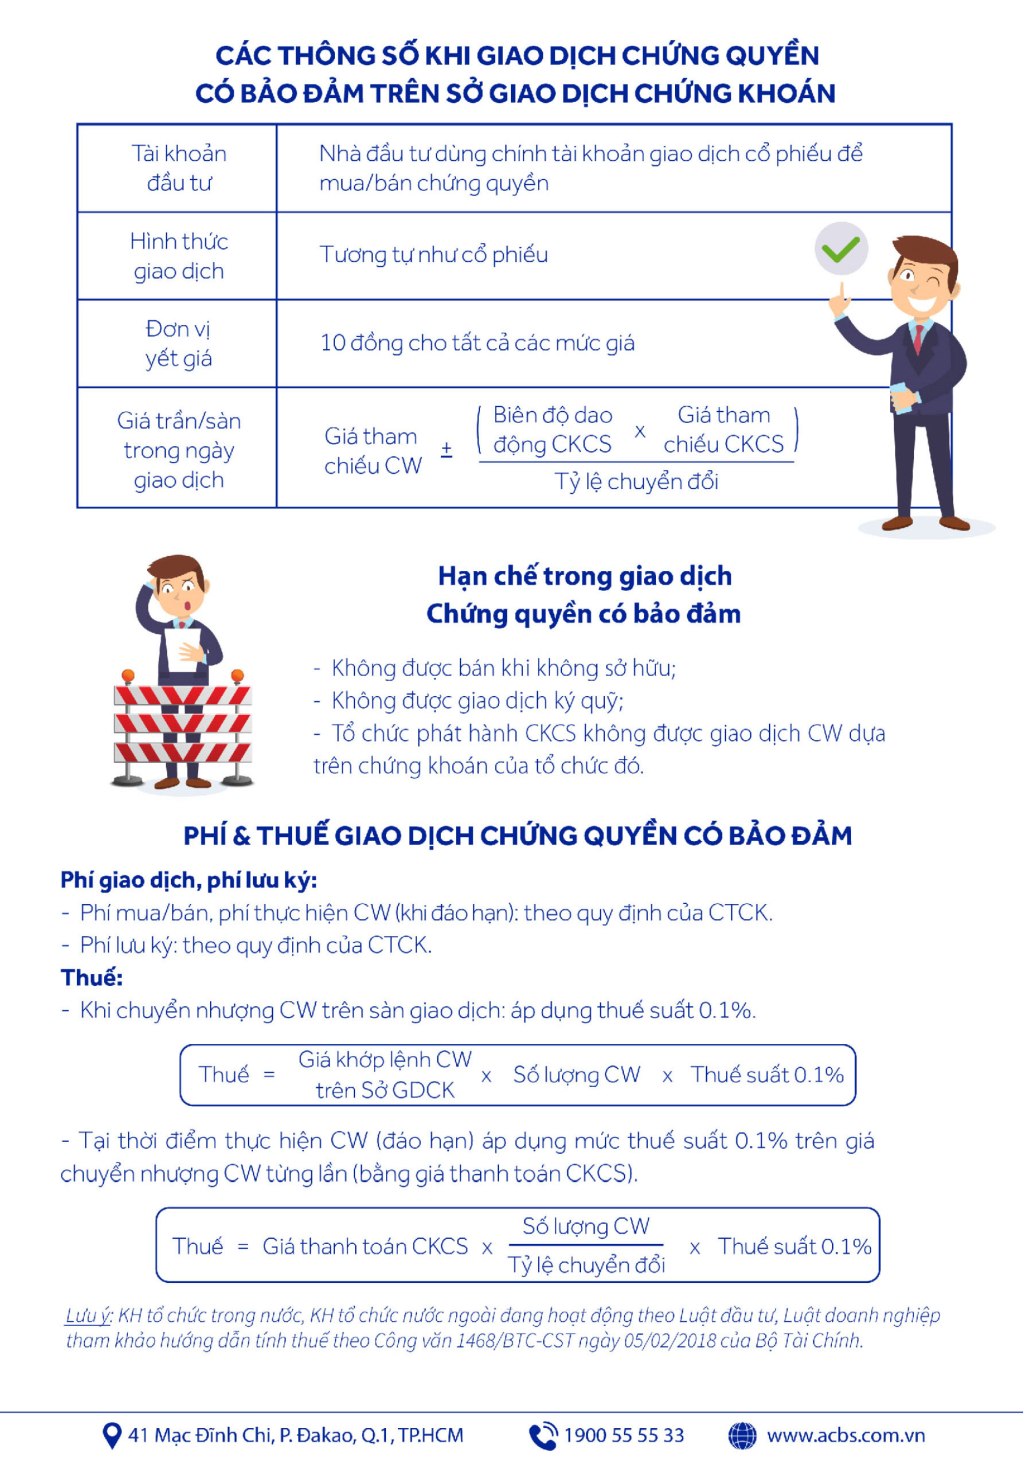 CÁC THÔNG SỐ KHI GIAO DỊCH CHỨNG QUYỀN
CÓ BẢO ĐẢM TRÊN SỞ GIAO DỊCH CHỨNG KHOÁN
Tài khoản
đầu tư
Nhà đầu tư dùng chính tài khoản giao dịch cổ phiếu để
mua/bán chứng quyền
Hình thức
giao dịch
Tương tự như cổ phiếu
Đơn vị
yết giá
10 đồng cho tất cả các mức giá
Giá trần/sàn
trong ngày
giao dịch
Giá tham
chiếu CW
±
( Biên độ dao
động CKCS
x
Giá tham
chiếu CKCS )
Tỷ lệ chuyển đổi
Hạn chế trong giao dịch
Chứng quyền có bảo đảm
- Không được bán khi không sở hữu;
- Không được giao dịch ký quỹ;
- Tổ chức phát hành CKCS không được giao dịch CW dựa
trên chứng khoán của tổ chức đó.
PHÍ & THUẾ GIAO DỊCH CHỨNG QUYỀN CÓ BẢO ĐẢM
Phí giao dịch, phí lưu ký:
- Phí mua/bán, phí thực hiện CW (khi đáo hạn): theo quy định của CTCK.
- Phí lưu ký: theo quy định của CTCK.
Thuế:
- Khi chuyển nhượng CW trên sàn giao dịch: áp dụng thuế suất 0.1%.
Thuế =
Giá khớp lệnh CW
trên Sở GDCK
x Số lượng CW x Thuế suất 0.1%
- Tại thời điểm thực hiện CW (đáo hạn) áp dụng mức thuế suất 0.1% trên giá
chuyển nhượng CW từng lần (bằng giá thanh toán CKCS).
Thuế = Giá thanh toán CKCS x
Số lượng CW
Tỷ lệ chuyển đổi
x Thuế suất 0.1%
Lưu ý: KH tổ chức trong nước, KH tổ chức nước ngoài đang hoạt động theo Luật đầu tư, Luật doanh nghiệp
tham khảo hướng dẫn tính thuế theo Công văn 1468/BTC-CST ngày 05/02/2018 của Bộ Tài Chính.
41 Mạc Đĩnh Chi, P. Đakao, Q.1, TP.HCM
1900 55 55 33
www.acbs.com.vn